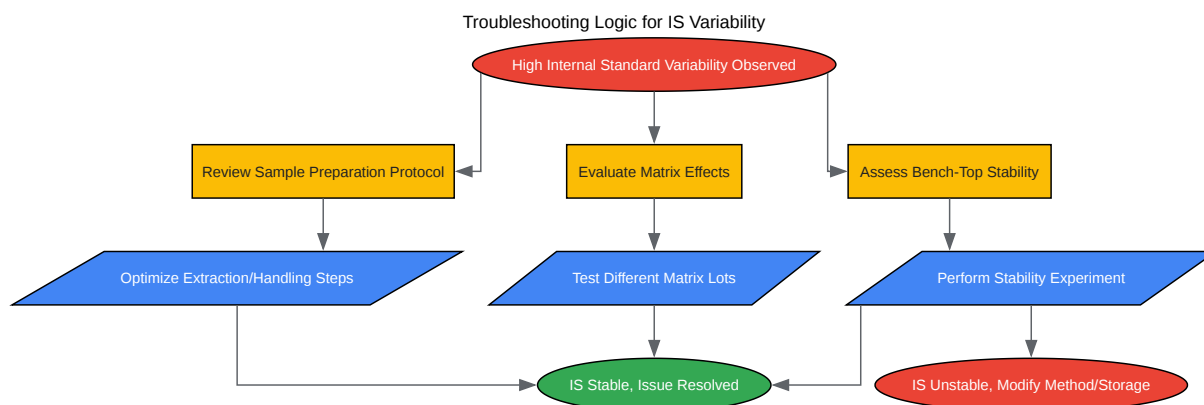 Troubleshooting Logic for IS Variability
High Internal Standard Variability Observed
Review Sample Preparation Protocol
Evaluate Matrix Effects
Assess Bench-Top Stability
Optimize Extraction/Handling Steps
Test Different Matrix Lots
Perform Stability Experiment
IS Stable, Issue Resolved
IS Unstable, Modify Method/Storage